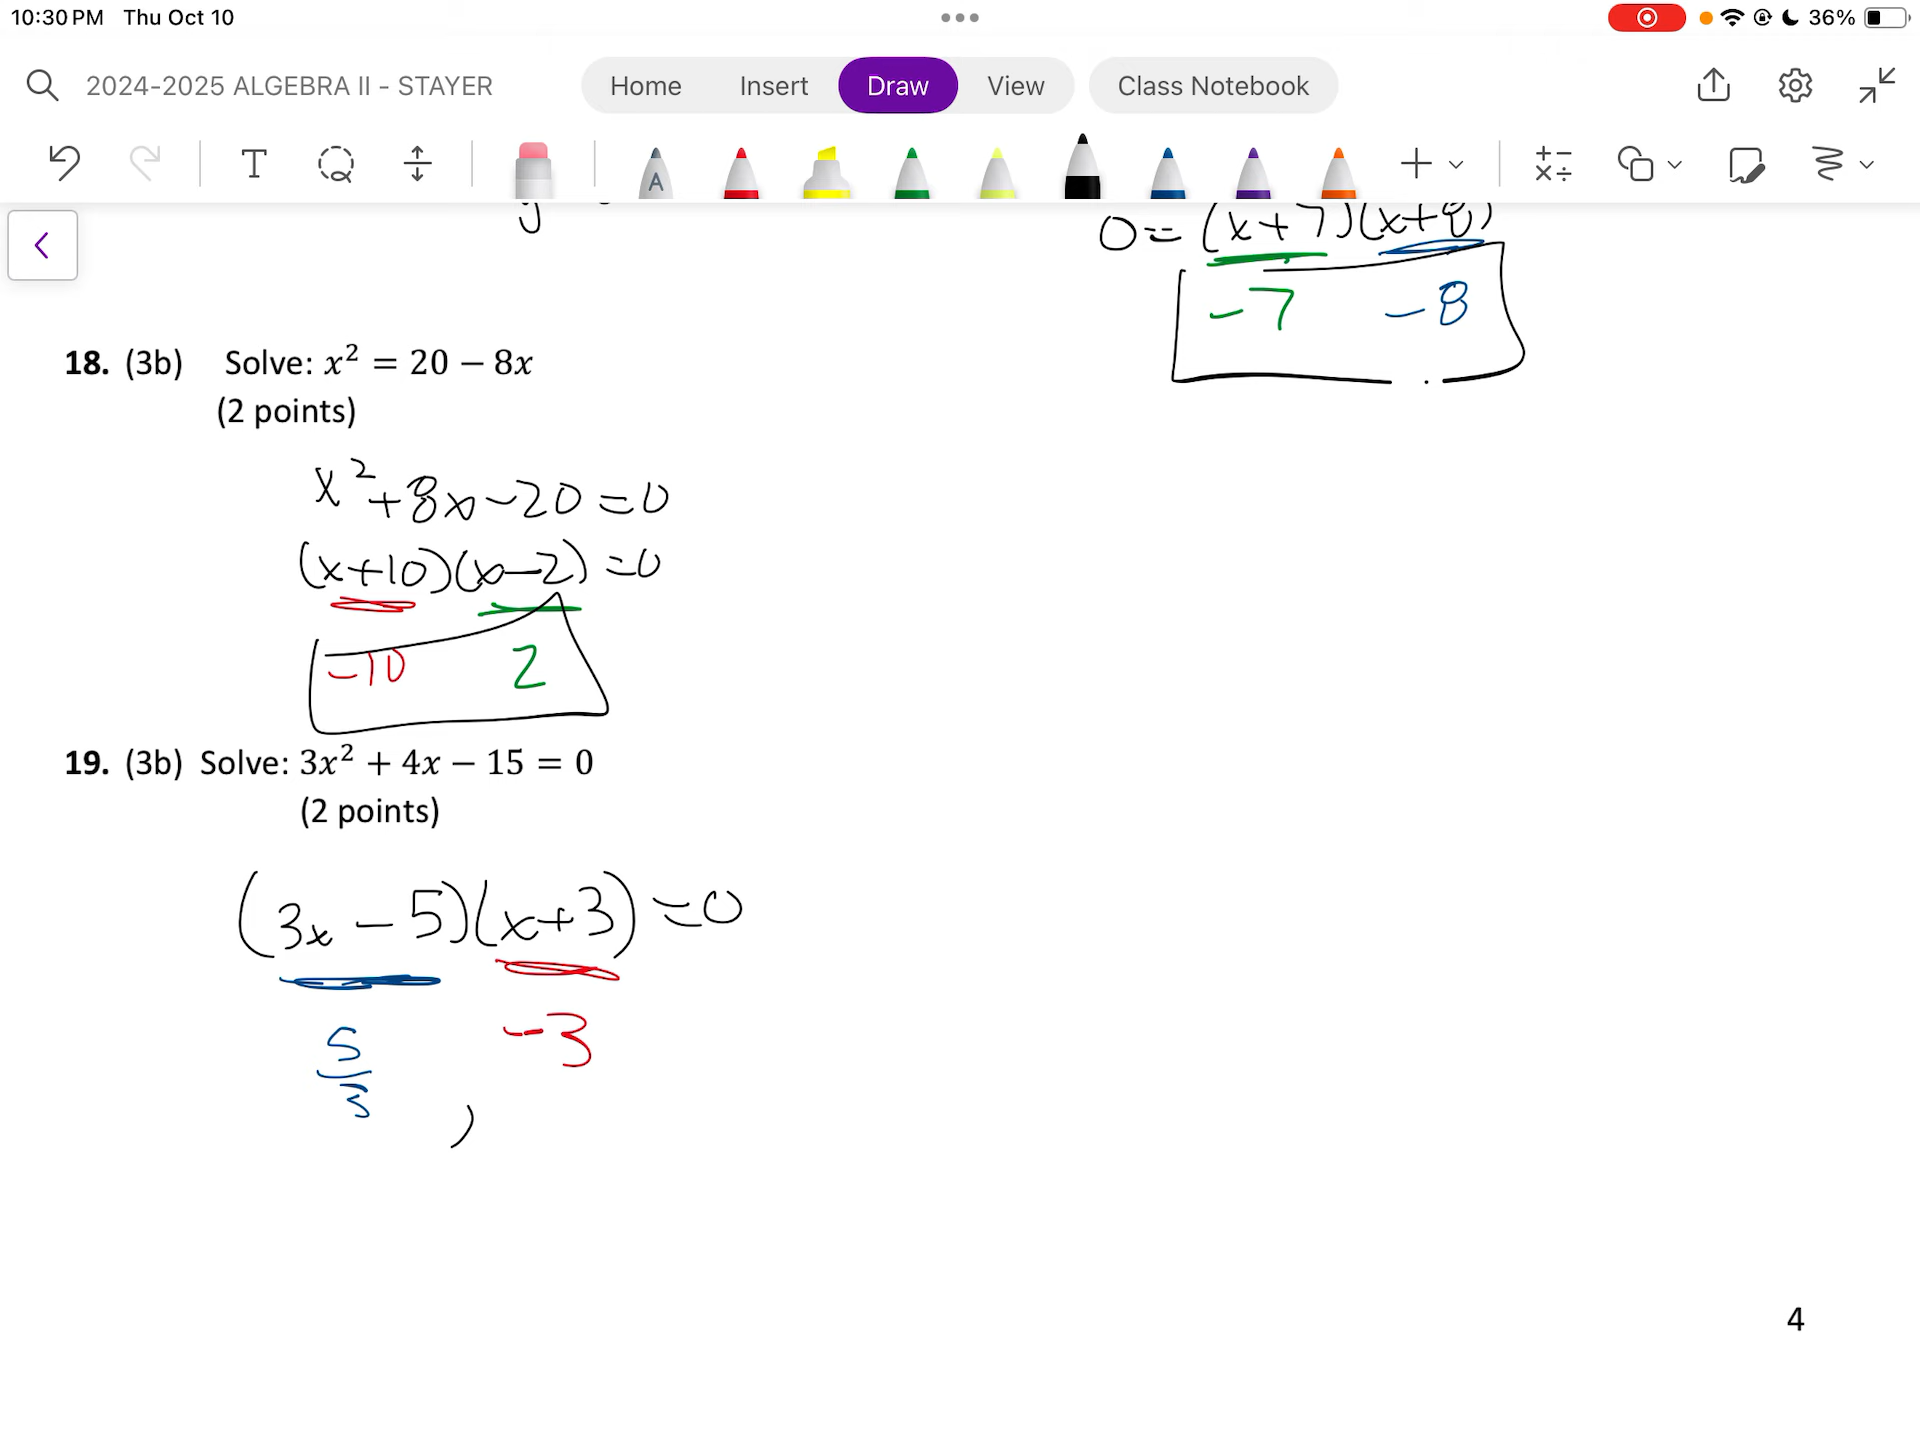 10:30 PM Thu Oct 10
36%
2024-2025 ALGEBRA II - STAYER
Home Insert Draw View Class Notebook
T A
y
0 = (x+7)(x+8)
-7 -8
18. (3b) Solve: x² = 20 − 8x
(2 points)
x² + 8x - 20 = 0
(x+10)(x-2) = 0
-10 2
19. (3b) Solve: 3x² + 4x − 15 = 0
(2 points)
(3x - 5)(x+3) = 0
5/3 , -3
4